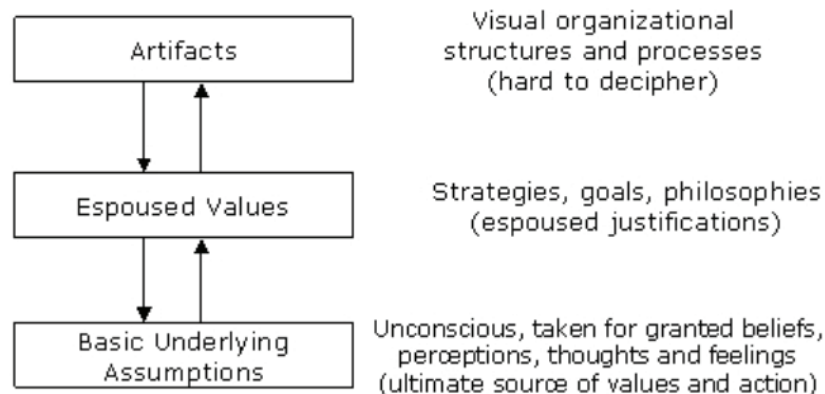 Artifacts
Visual organizational
structures and processes
(hard to decipher)
Espoused Values
Strategies, goals, philosophies
(espoused justifications)
Basic Underlying
Assumptions
Unconscious, taken for granted beliefs,
perceptions, thoughts and feelings
(ultimate source of values and action)